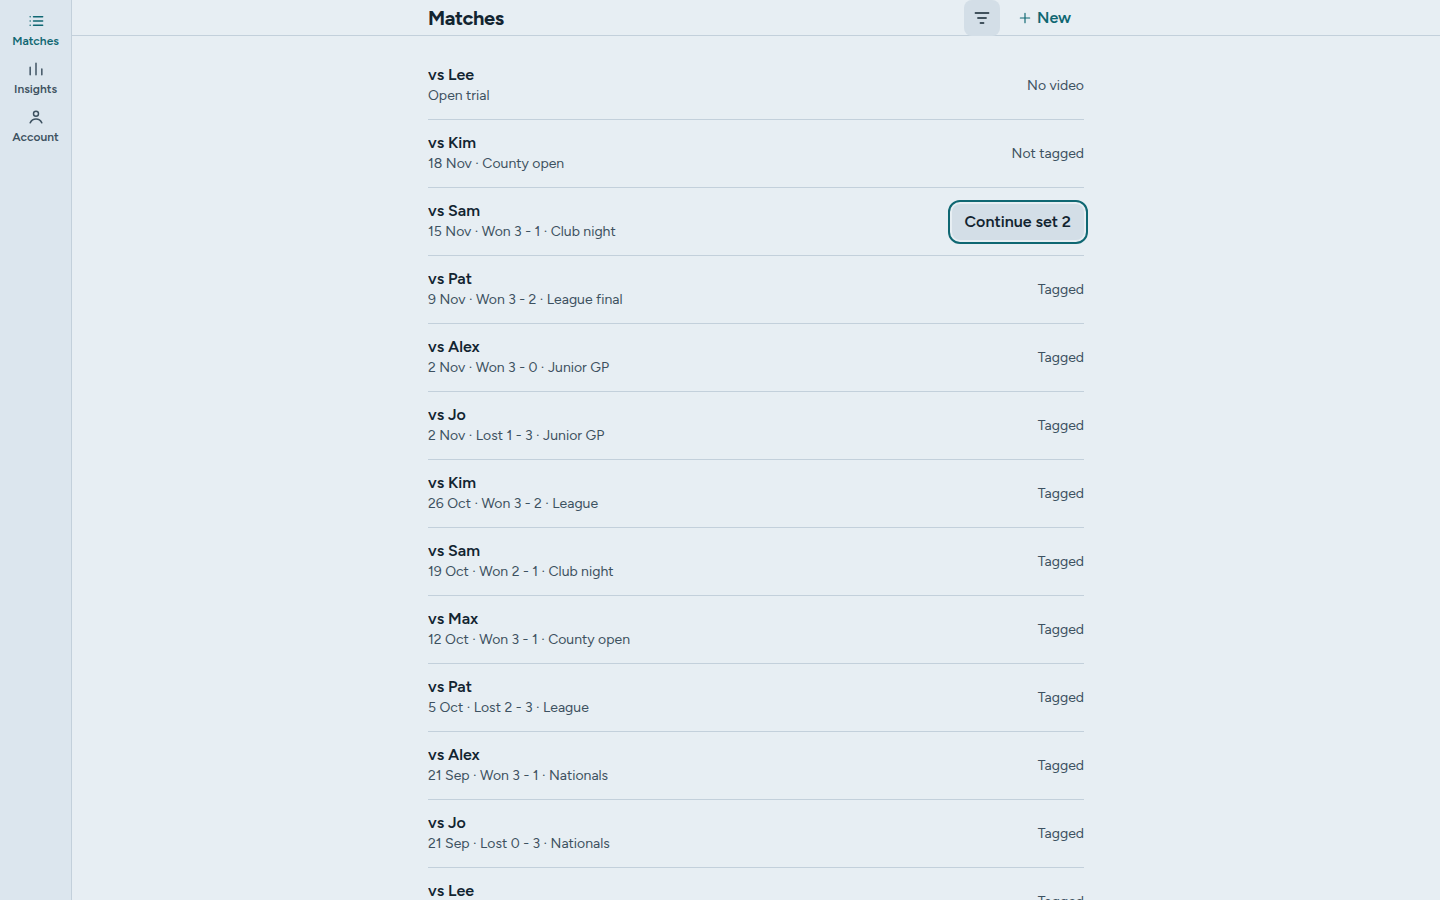 Matches
Insights
Account
Matches
New
vs Lee
Open trial
No video
vs Kim
18 Nov · County open
Not tagged
vs Sam
15 Nov · Won 3 - 1 · Club night
Continue set 2
vs Pat
9 Nov · Won 3 - 2 · League final
Tagged
vs Alex
2 Nov · Won 3 - 0 · Junior GP
Tagged
vs Jo
2 Nov · Lost 1 - 3 · Junior GP
Tagged
vs Kim
26 Oct · Won 3 - 2 · League
Tagged
vs Sam
19 Oct · Won 2 - 1 · Club night
Tagged
vs Max
12 Oct · Won 3 - 1 · County open
Tagged
vs Pat
5 Oct · Lost 2 - 3 · League
Tagged
vs Alex
21 Sep · Won 3 - 1 · Nationals
Tagged
vs Jo
21 Sep · Lost 0 - 3 · Nationals
Tagged
vs Lee